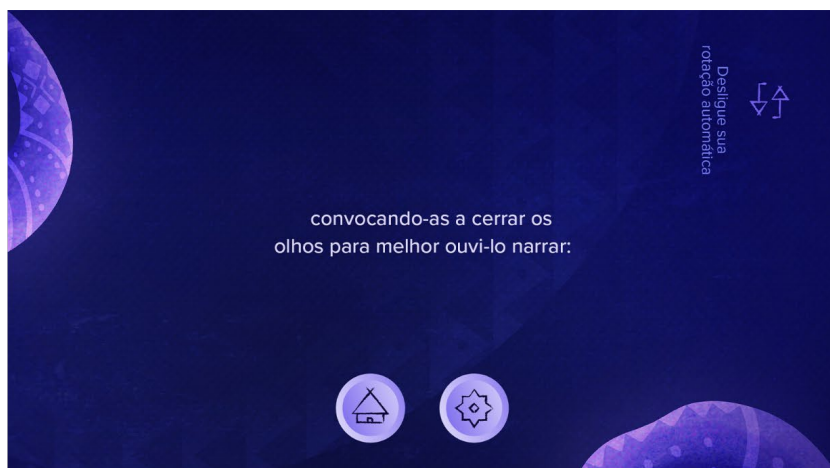 Desligue sua
rotação automática
convocando-as a cerrar os
olhos para melhor ouvi-lo narrar: